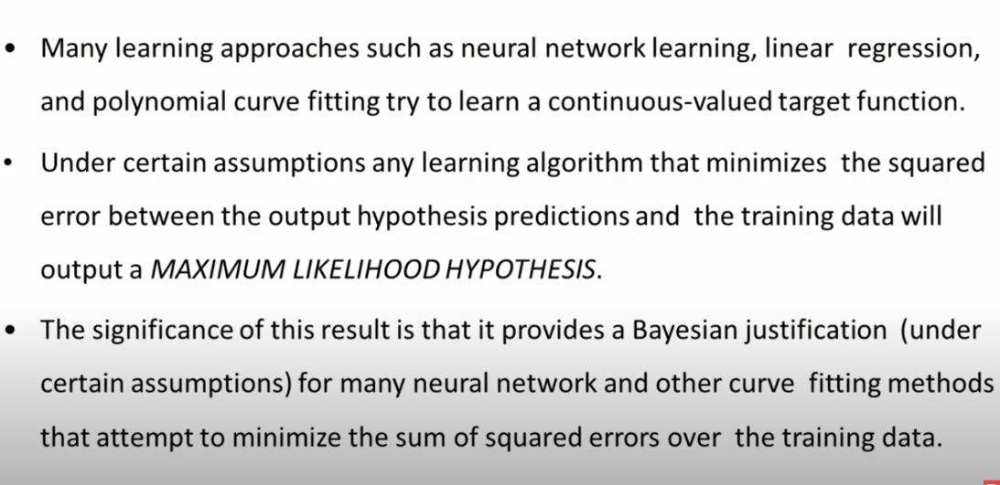 • Many learning approaches such as neural network learning, linear regression,
and polynomial curve fitting try to learn a continuous-valued target function.
• Under certain assumptions any learning algorithm that minimizes the squared
error between the output hypothesis predictions and the training data will
output a MAXIMUM LIKELIHOOD HYPOTHESIS.
• The significance of this result is that it provides a Bayesian justification (under
certain assumptions) for many neural network and other curve fitting methods
that attempt to minimize the sum of squared errors over the training data.